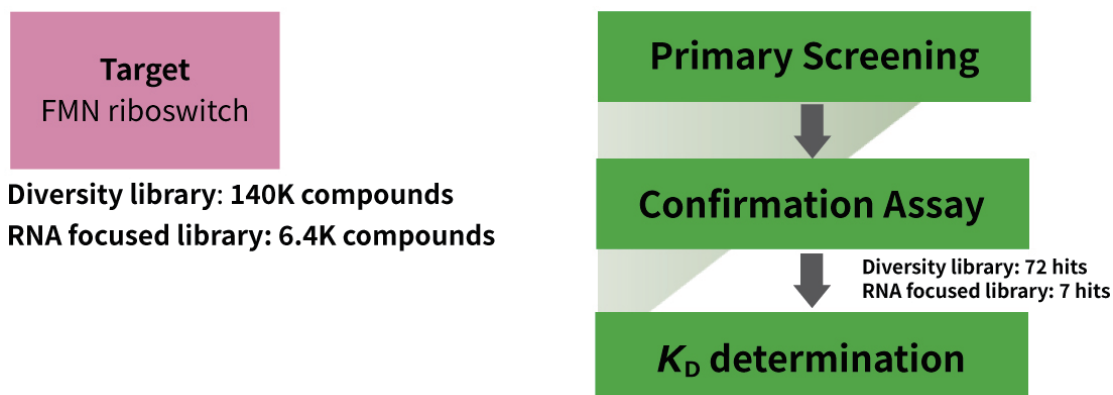 Target
FMN riboswitch
Diversity library: 140K compounds
RNA focused library: 6.4K compounds
Primary Screening
Confirmation Assay
Diversity library: 72 hits
RNA focused library: 7 hits
KD determination